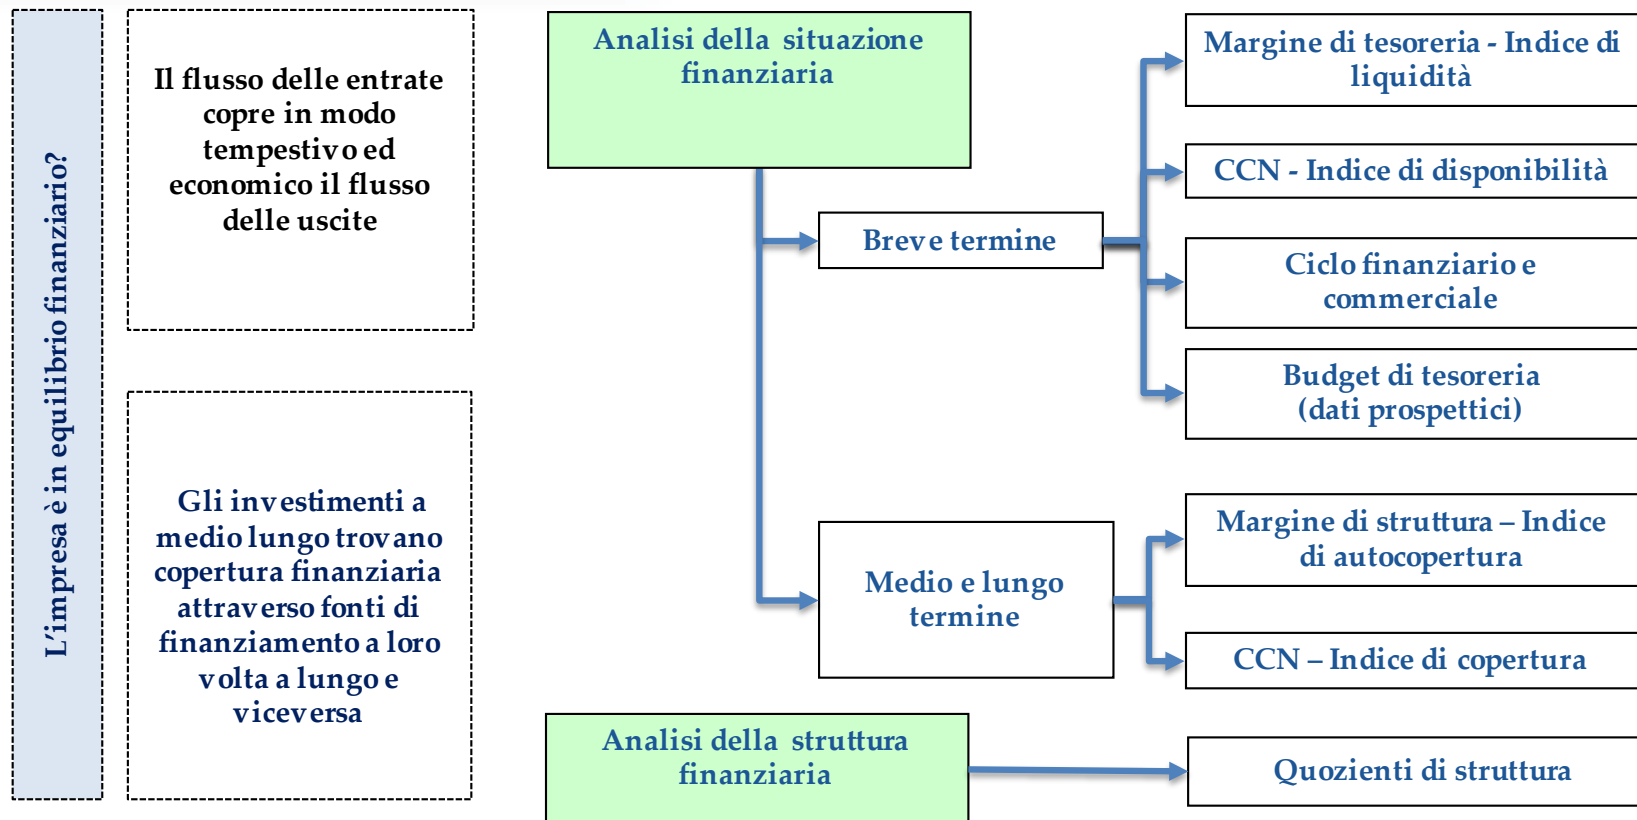 L'impresa è in equilibrio finanziario?
Il flusso delle entrate
copre in modo
tempestivo ed
economico il flusso
delle uscite
Gli investimenti a
medio lungo trovano
copertura finanziaria
attraverso fonti di
finanziamento a loro
volta a lungo e
viceversa
Analisi della situazione
finanziaria
Breve termine
Margine di tesoreria - Indice di
liquidità
CCN - Indice di disponibilità
Ciclo finanziario e
commerciale
Budget di tesoreria
(dati prospettici)
Medio e lungo
termine
Margine di struttura – Indice
di autocopertura
CCN – Indice di copertura
Analisi della struttura
finanziaria
Quozienti di struttura